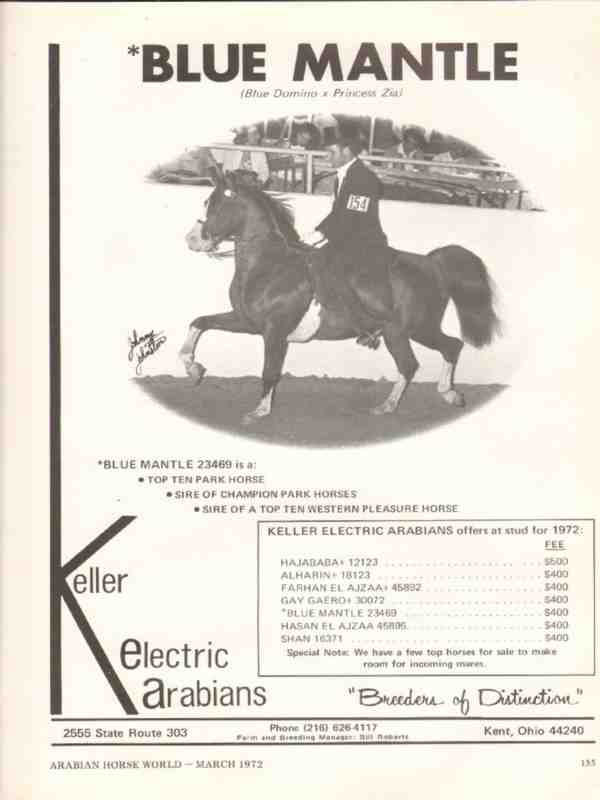 *BLUE MANTLE
(Blue Domino x Princess Zia)
154
Johnny
Johnston
*BLUE MANTLE 23469 is a:
• TOP TEN PARK HORSE
• SIRE OF CHAMPION PARK HORSES
• SIRE OF A TOP TEN WESTERN PLEASURE HORSE
KELLER ELECTRIC ARABIANS offers at stud for 1972:
FEE
HAJABABA+ 12123 . . . . . . . . . . . . . . . . . . . . . . $500
ALHARIN+ 18123 . . . . . . . . . . . . . . . . . . . . . . $400
FARHAN EL AJZAA+ 45892 . . . . . . . . . . . . . . . . $400
GAY GAERO+ 30072 . . . . . . . . . . . . . . . . . . . . $400
*BLUE MANTLE 23469 . . . . . . . . . . . . . . . . . . . $400
HASAN EL AJZAA 45895 . . . . . . . . . . . . . . . . . . $400
SHAN 16371 . . . . . . . . . . . . . . . . . . . . . . . . . $400
Special Note: We have a few top horses for sale to make
room for incoming mares.
Keller
electric
arabians
"Breeders of Distinction"
2555 State Route 303
Phone (216) 626-4117
Farm and Breeding Manager: Bill Roberts
Kent, Ohio 44240
ARABIAN HORSE WORLD — MARCH 1972
155